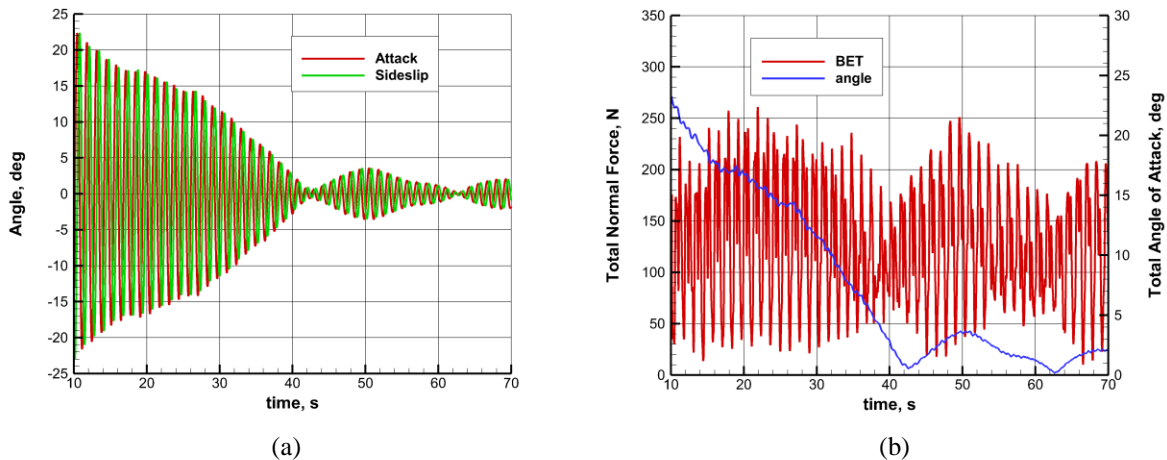 25
20
15
10
5
0
-5
-10
-15
-20
-25
Angle, deg
Attack
Sideslip
10 20 30 40 50 60 70
time, s
(a)
350
300
250
200
150
100
50
0
Total Normal Force, N
BET
angle
30
25
20
15
10
5
0
Total Angle of Attack, deg
10 20 30 40 50 60 70
time, s
(b)